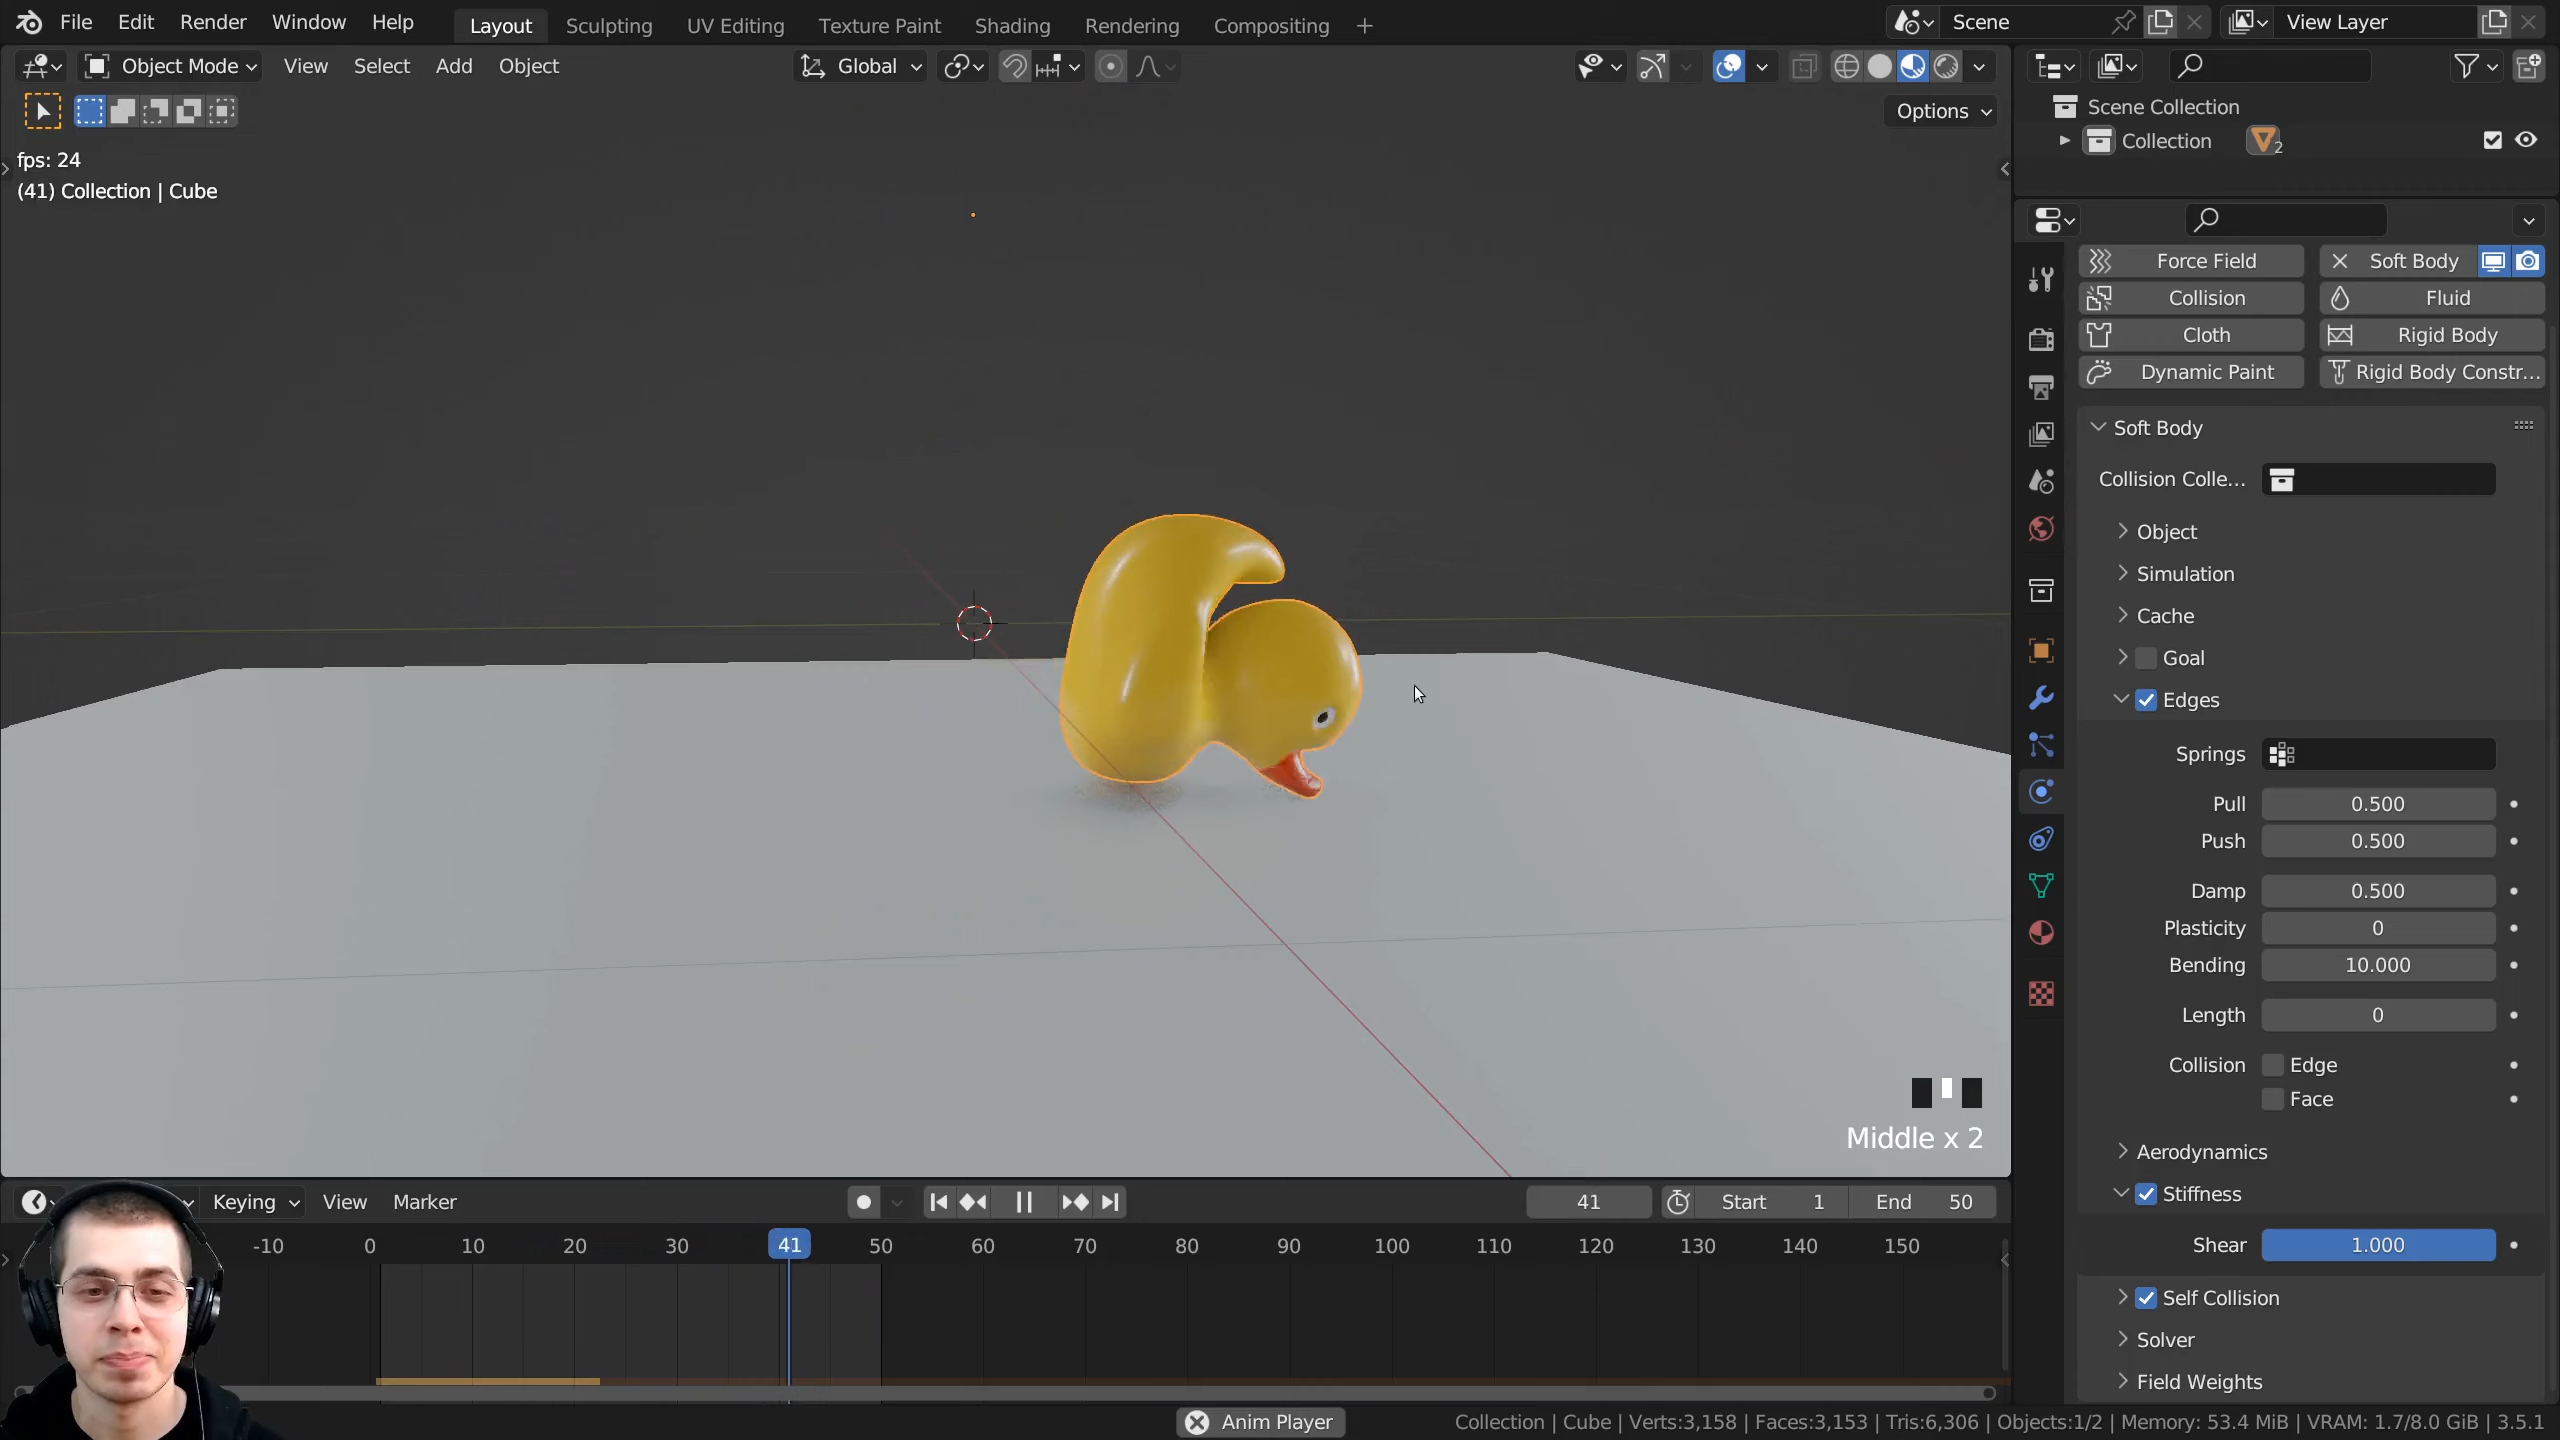 File Edit Render Window Help Layout Sculpting UV Editing Texture Paint Shading Rendering Compositing + Scene View Layer
Object Mode View Select Add Object Global
Options
fps: 24
(41) Collection | Cube
Scene Collection
Collection 2
Force Field Soft Body
Collision Fluid
Cloth Rigid Body
Dynamic Paint Rigid Body Constr...
Soft Body
Collision Colle...
Object
Simulation
Cache
Goal
Edges
Springs
Pull 0.500
Push 0.500
Damp 0.500
Plasticity 0
Bending 10.000
Length 0
Collision Edge
Face
Aerodynamics
Stiffness
Shear 1.000
Self Collision
Solver
Field Weights
Middle x 2
Keying View Marker 41 Start 1 End 50
-10 0 10 20 30 41 50 60 70 80 90 100 110 120 130 140 150
Anim Player Collection | Cube | Verts:3,158 | Faces:3,153 | Tris:6,306 | Objects:1/2 | Memory: 53.4 MiB | VRAM: 1.7/8.0 GiB | 3.5.1